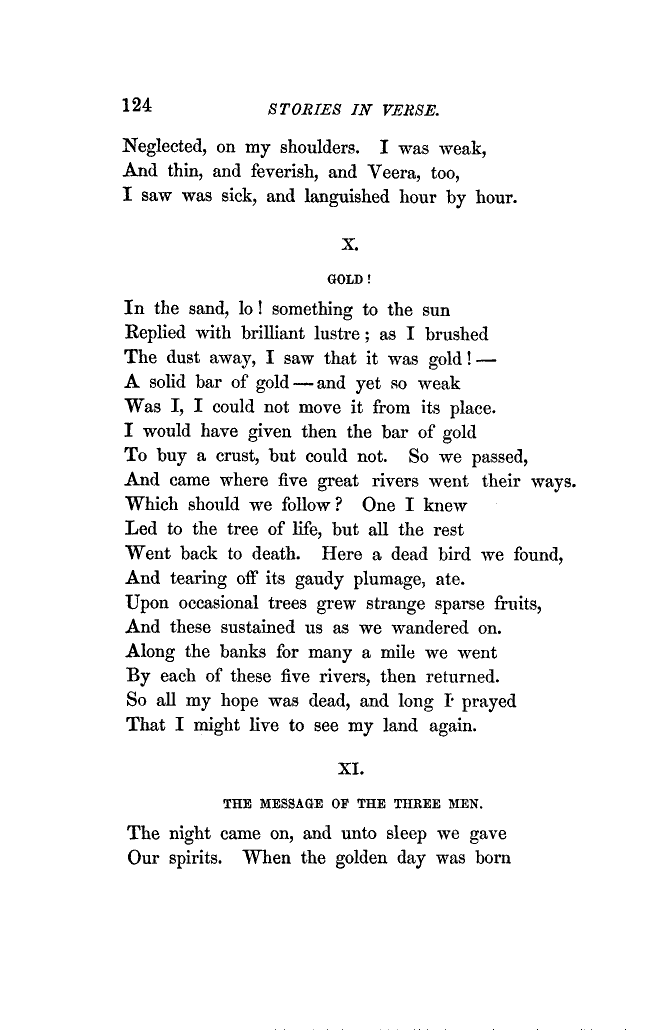 124 STORIES IN VERSE.
Neglected, on my shoulders. I was weak,
And thin, and feverish, and Veera, too,
I saw was sick, and languished hour by hour.
X.
GOLD!
In the sand, lo! something to the sun
Replied with brilliant lustre; as I brushed
The dust away, I saw that it was gold!—
A solid bar of gold—and yet so weak
Was I, I could not move it from its place.
I would have given then the bar of gold
To buy a crust, but could not. So we passed,
And came where five great rivers went their ways.
Which should we follow? One I knew
Led to the tree of life, but all the rest
Went back to death. Here a dead bird we found,
And tearing off its gaudy plumage, ate.
Upon occasional trees grew strange sparse fruits,
And these sustained us as we wandered on.
Along the banks for many a mile we went
By each of these five rivers, then returned.
So all my hope was dead, and long I prayed
That I might live to see my land again.
XI.
THE MESSAGE OF THE THREE MEN.
The night came on, and unto sleep we gave
Our spirits. When the golden day was born